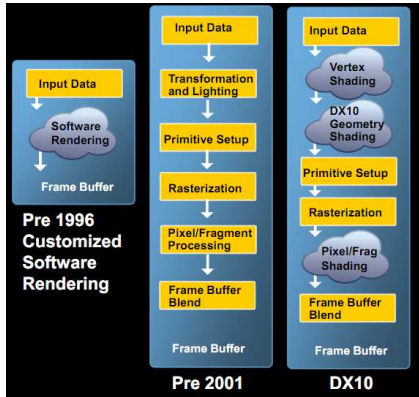 Input Data
Software
Rendering
Frame Buffer
Pre 1996
Customized
Software
Rendering
Input Data
Transformation
and Lighting
Primitive Setup
Rasterization
Pixel/Fragment
Processing
Frame Buffer
Blend
Frame Buffer
Pre 2001
Input Data
Vertex
Shading
DX10
Geometry
Shading
Primitive Setup
Rasterization
Pixel/Frag
Shading
Frame Buffer
Blend
Frame Buffer
DX10